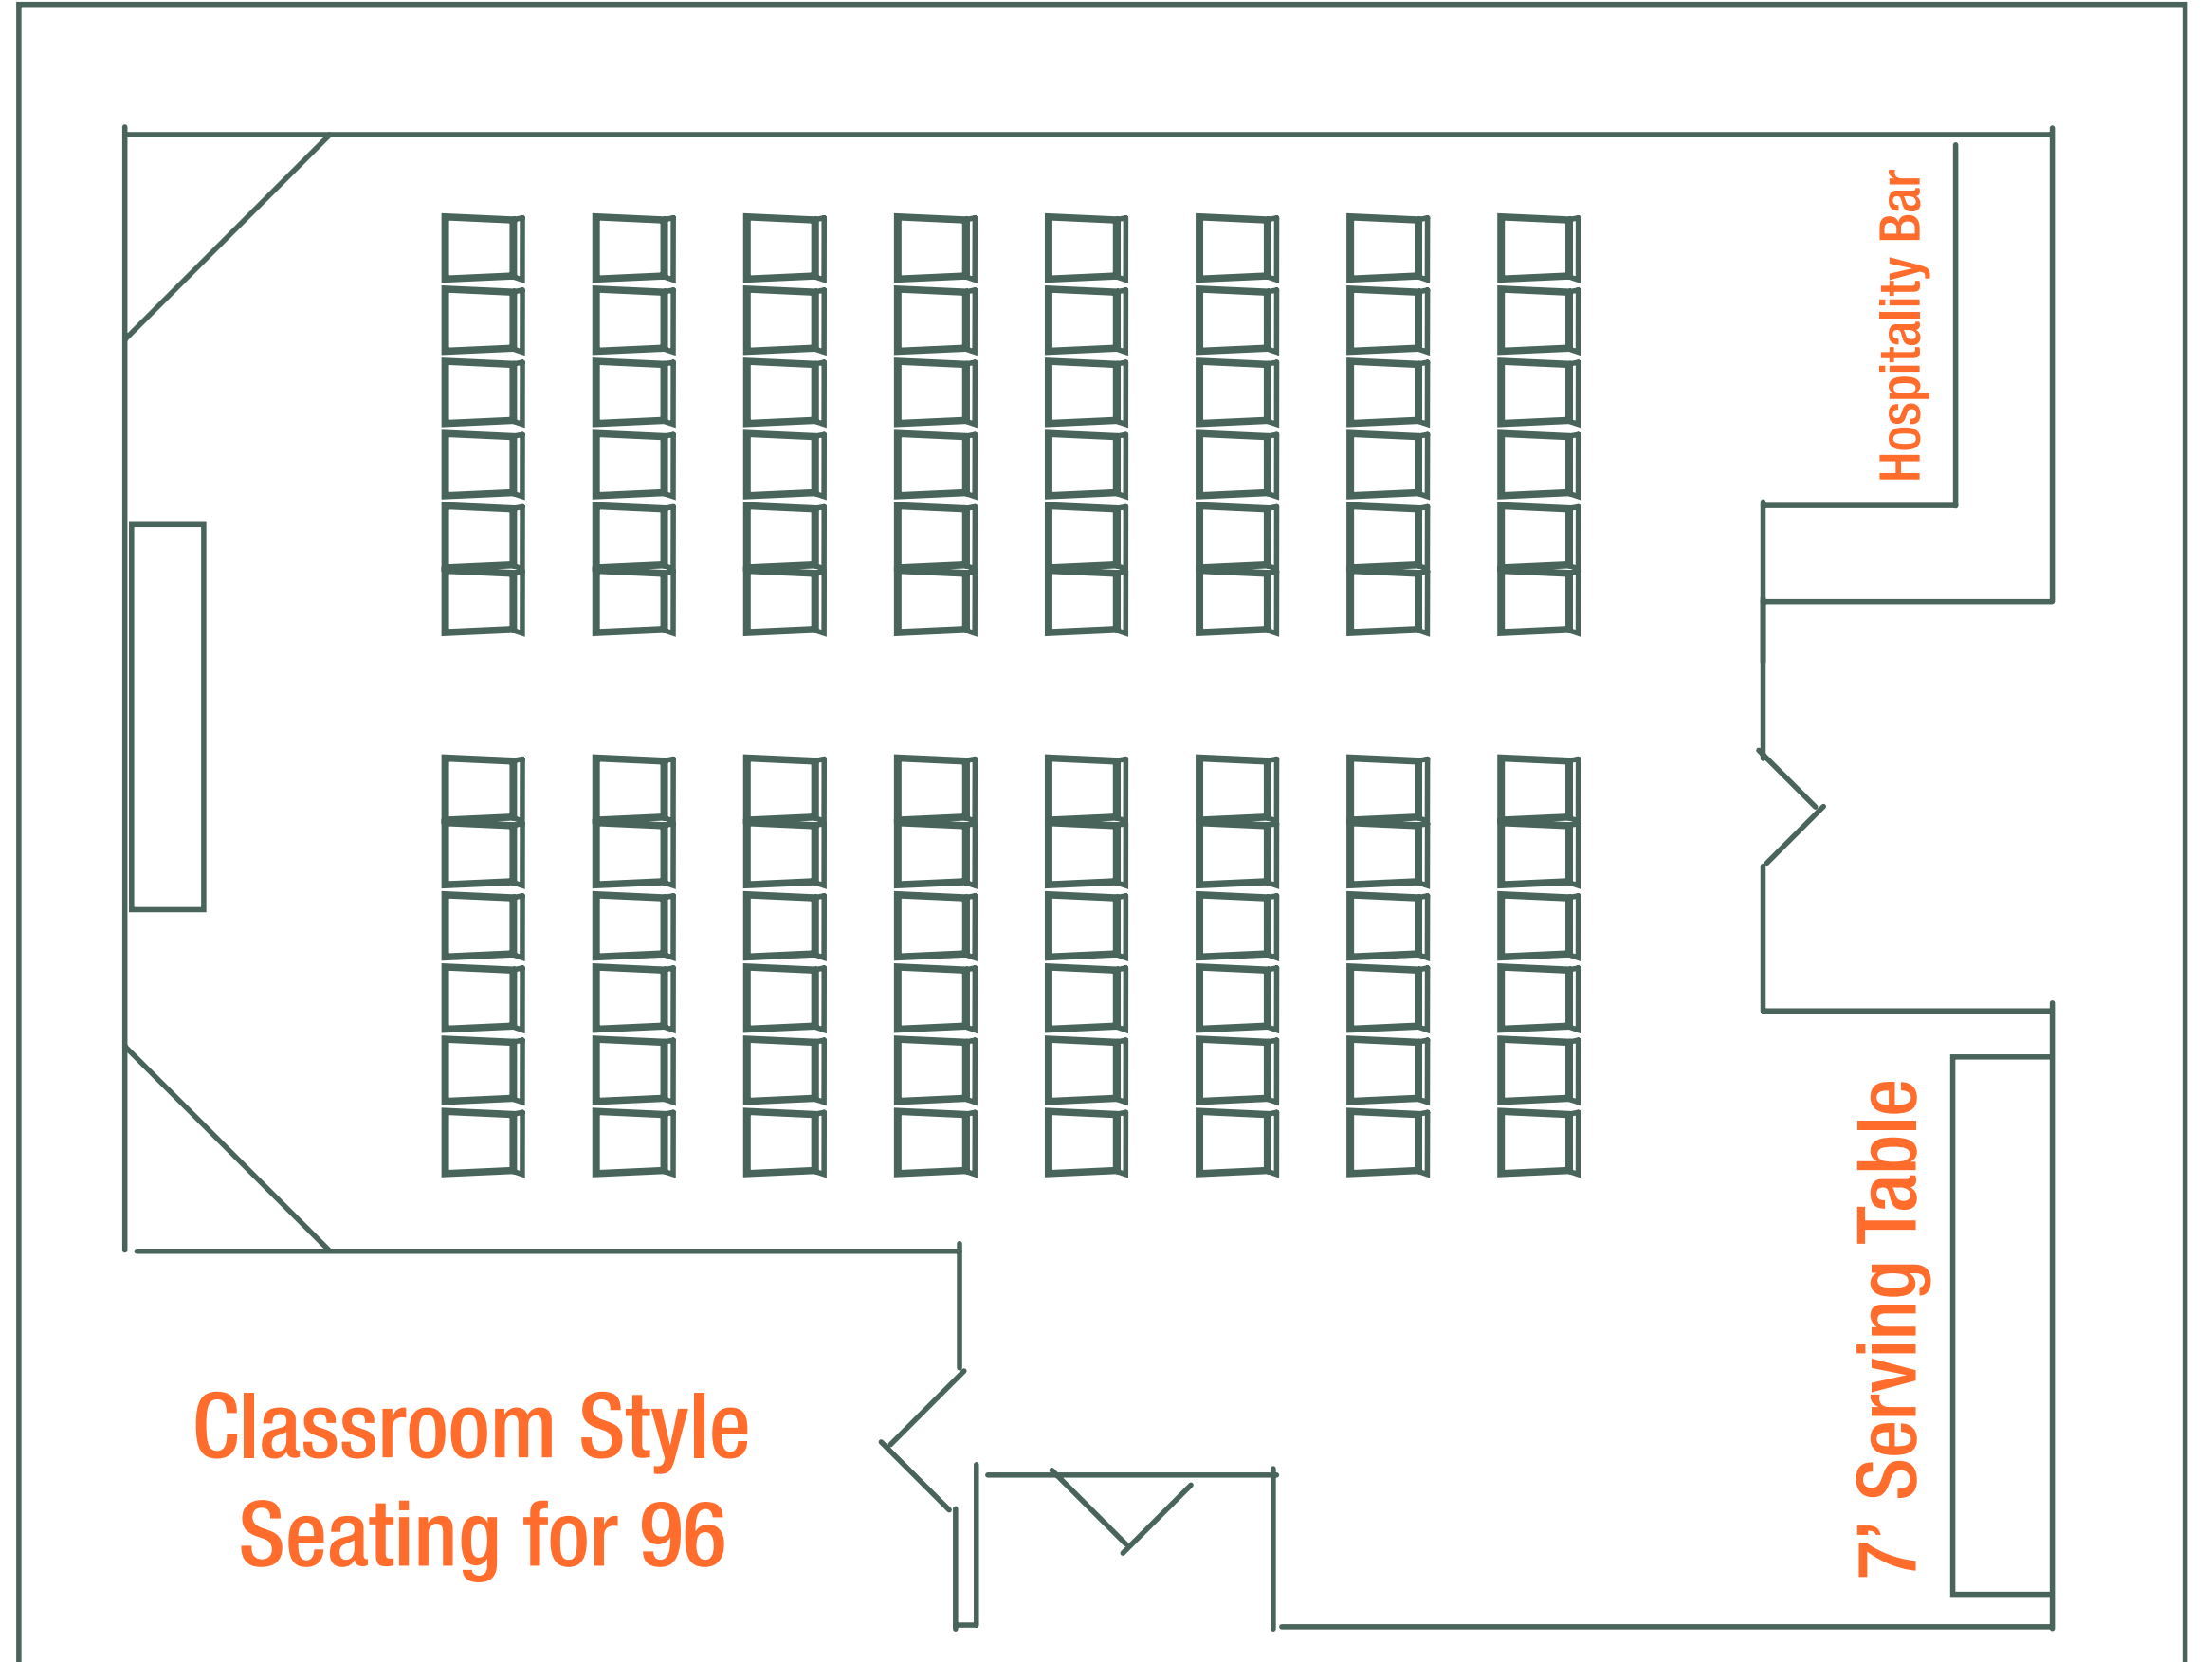 Hospitality Bar
7’ Serving Table
Classroom Style
Seating for 96